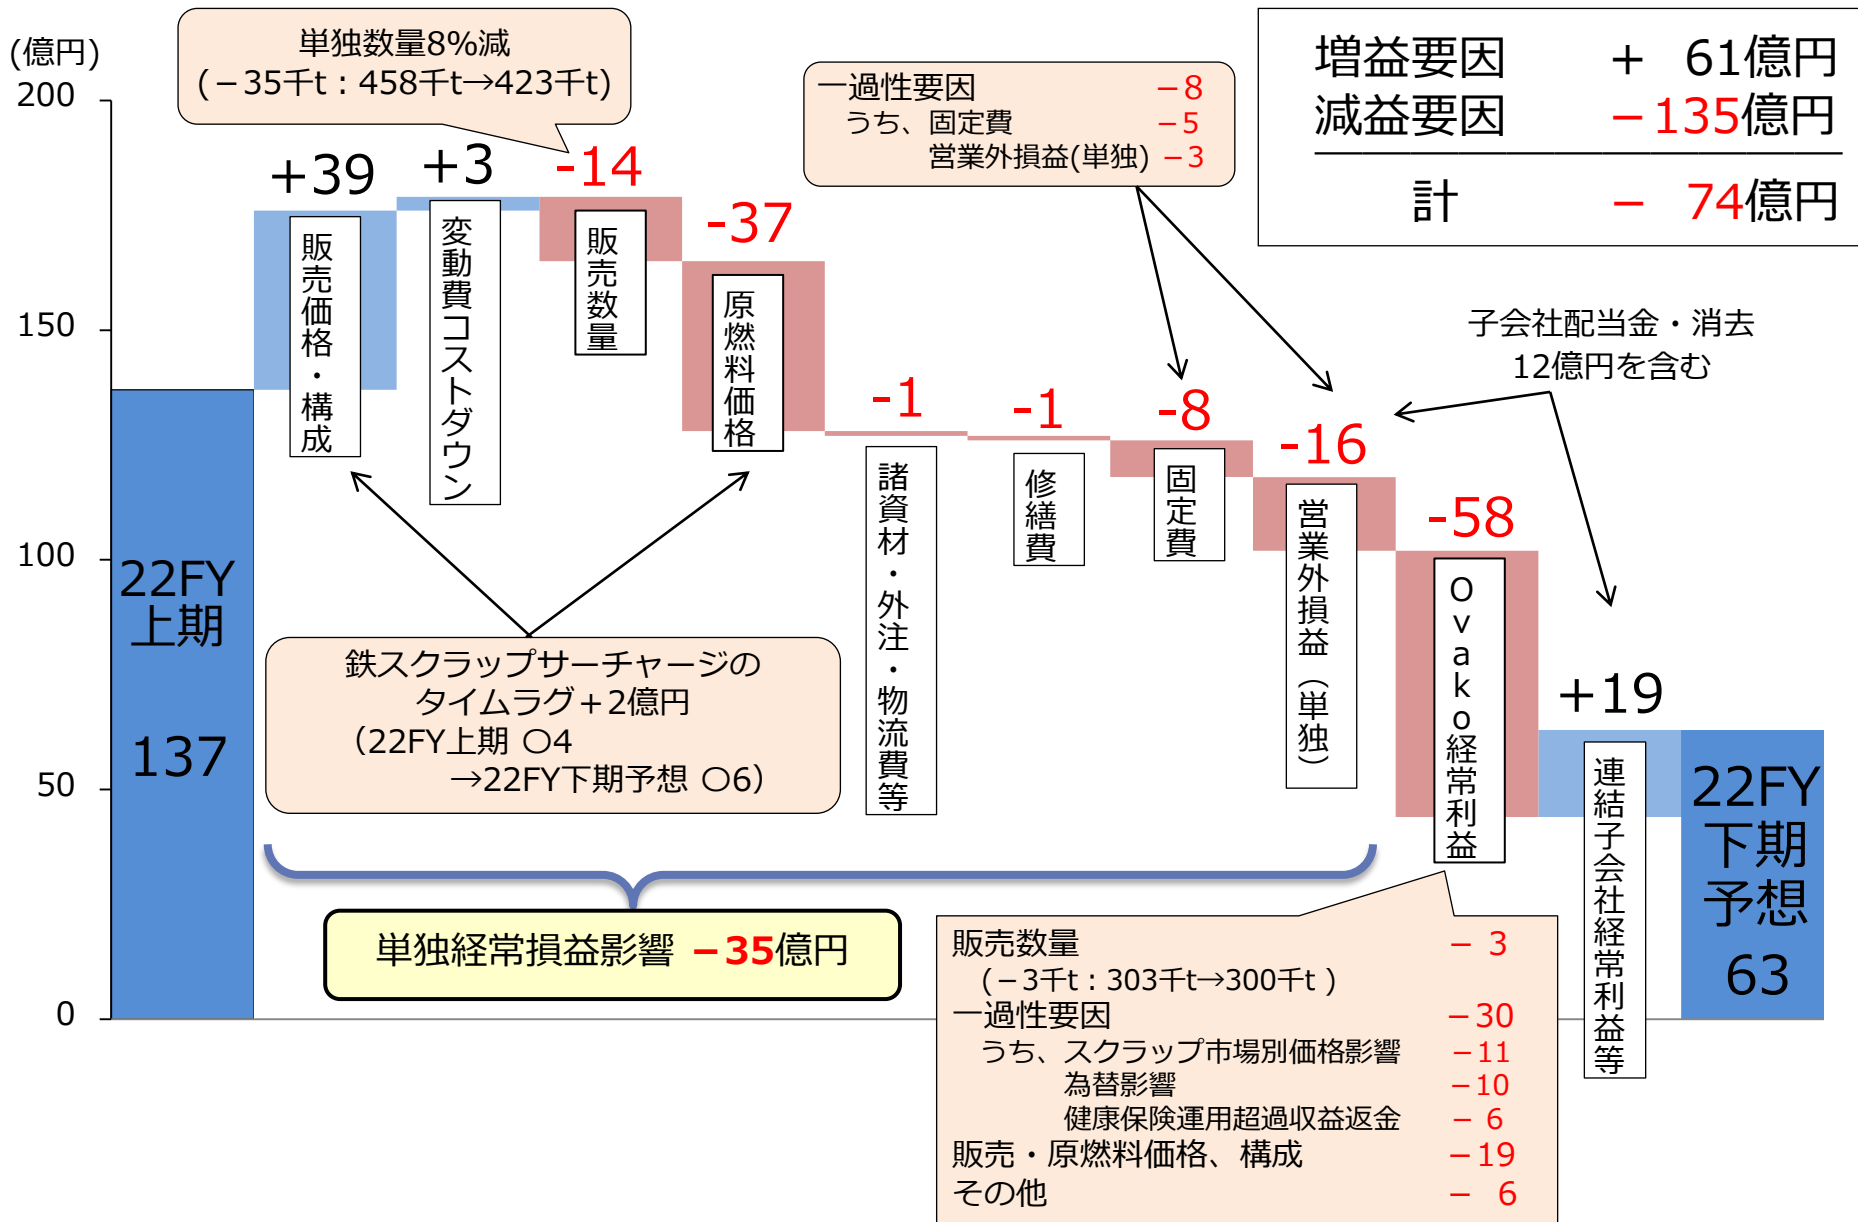 (億円)
200
150
100
50
0
単独数量8%減
(－35千t：458千t→423千t)
一過性要因 －8
うち、固定費 －5
営業外損益(単独) －3
増益要因 ＋ 61億円
減益要因 －135億円
計 － 74億円
+39
+3
-14
-37
-1
-1
-8
-16
-58
+19
販売価格・構成
変動費コストダウン
販売数量
原燃料価格
諸資材・外注・物流費等
修繕費
固定費
営業外損益（単独）
Ovako経常利益
連結子会社経常利益等
子会社配当金・消去
12億円を含む
22FY
上期
137
鉄スクラップサーチャージの
タイムラグ＋2億円
（22FY上期 〇4
→22FY下期予想 〇6）
単独経常損益影響 －35億円
販売数量 － 3
(－3千t：303千t→300千t )
一過性要因 －30
うち、スクラップ市場別価格影響 －11
為替影響 －10
健康保険運用超過収益返金 － 6
販売・原燃料価格、構成 －19
その他 － 6
22FY
下期
予想
63